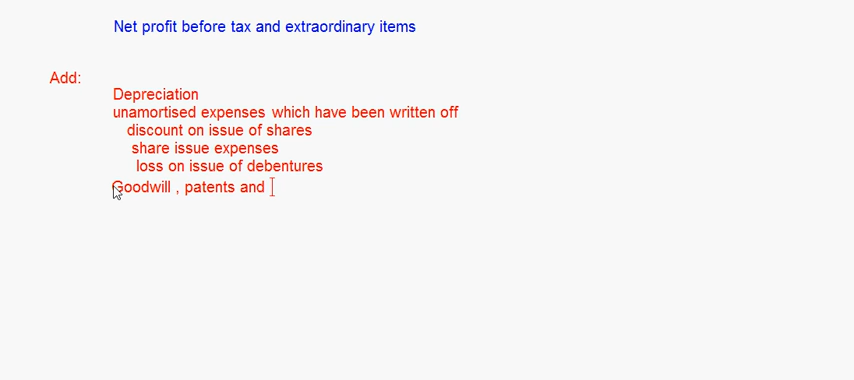 Net profit before tax and extraordinary items
Add:
Depreciation
unamortised expenses which have been written off
discount on issue of shares
share issue expenses
loss on issue of debentures
Goodwill , patents and